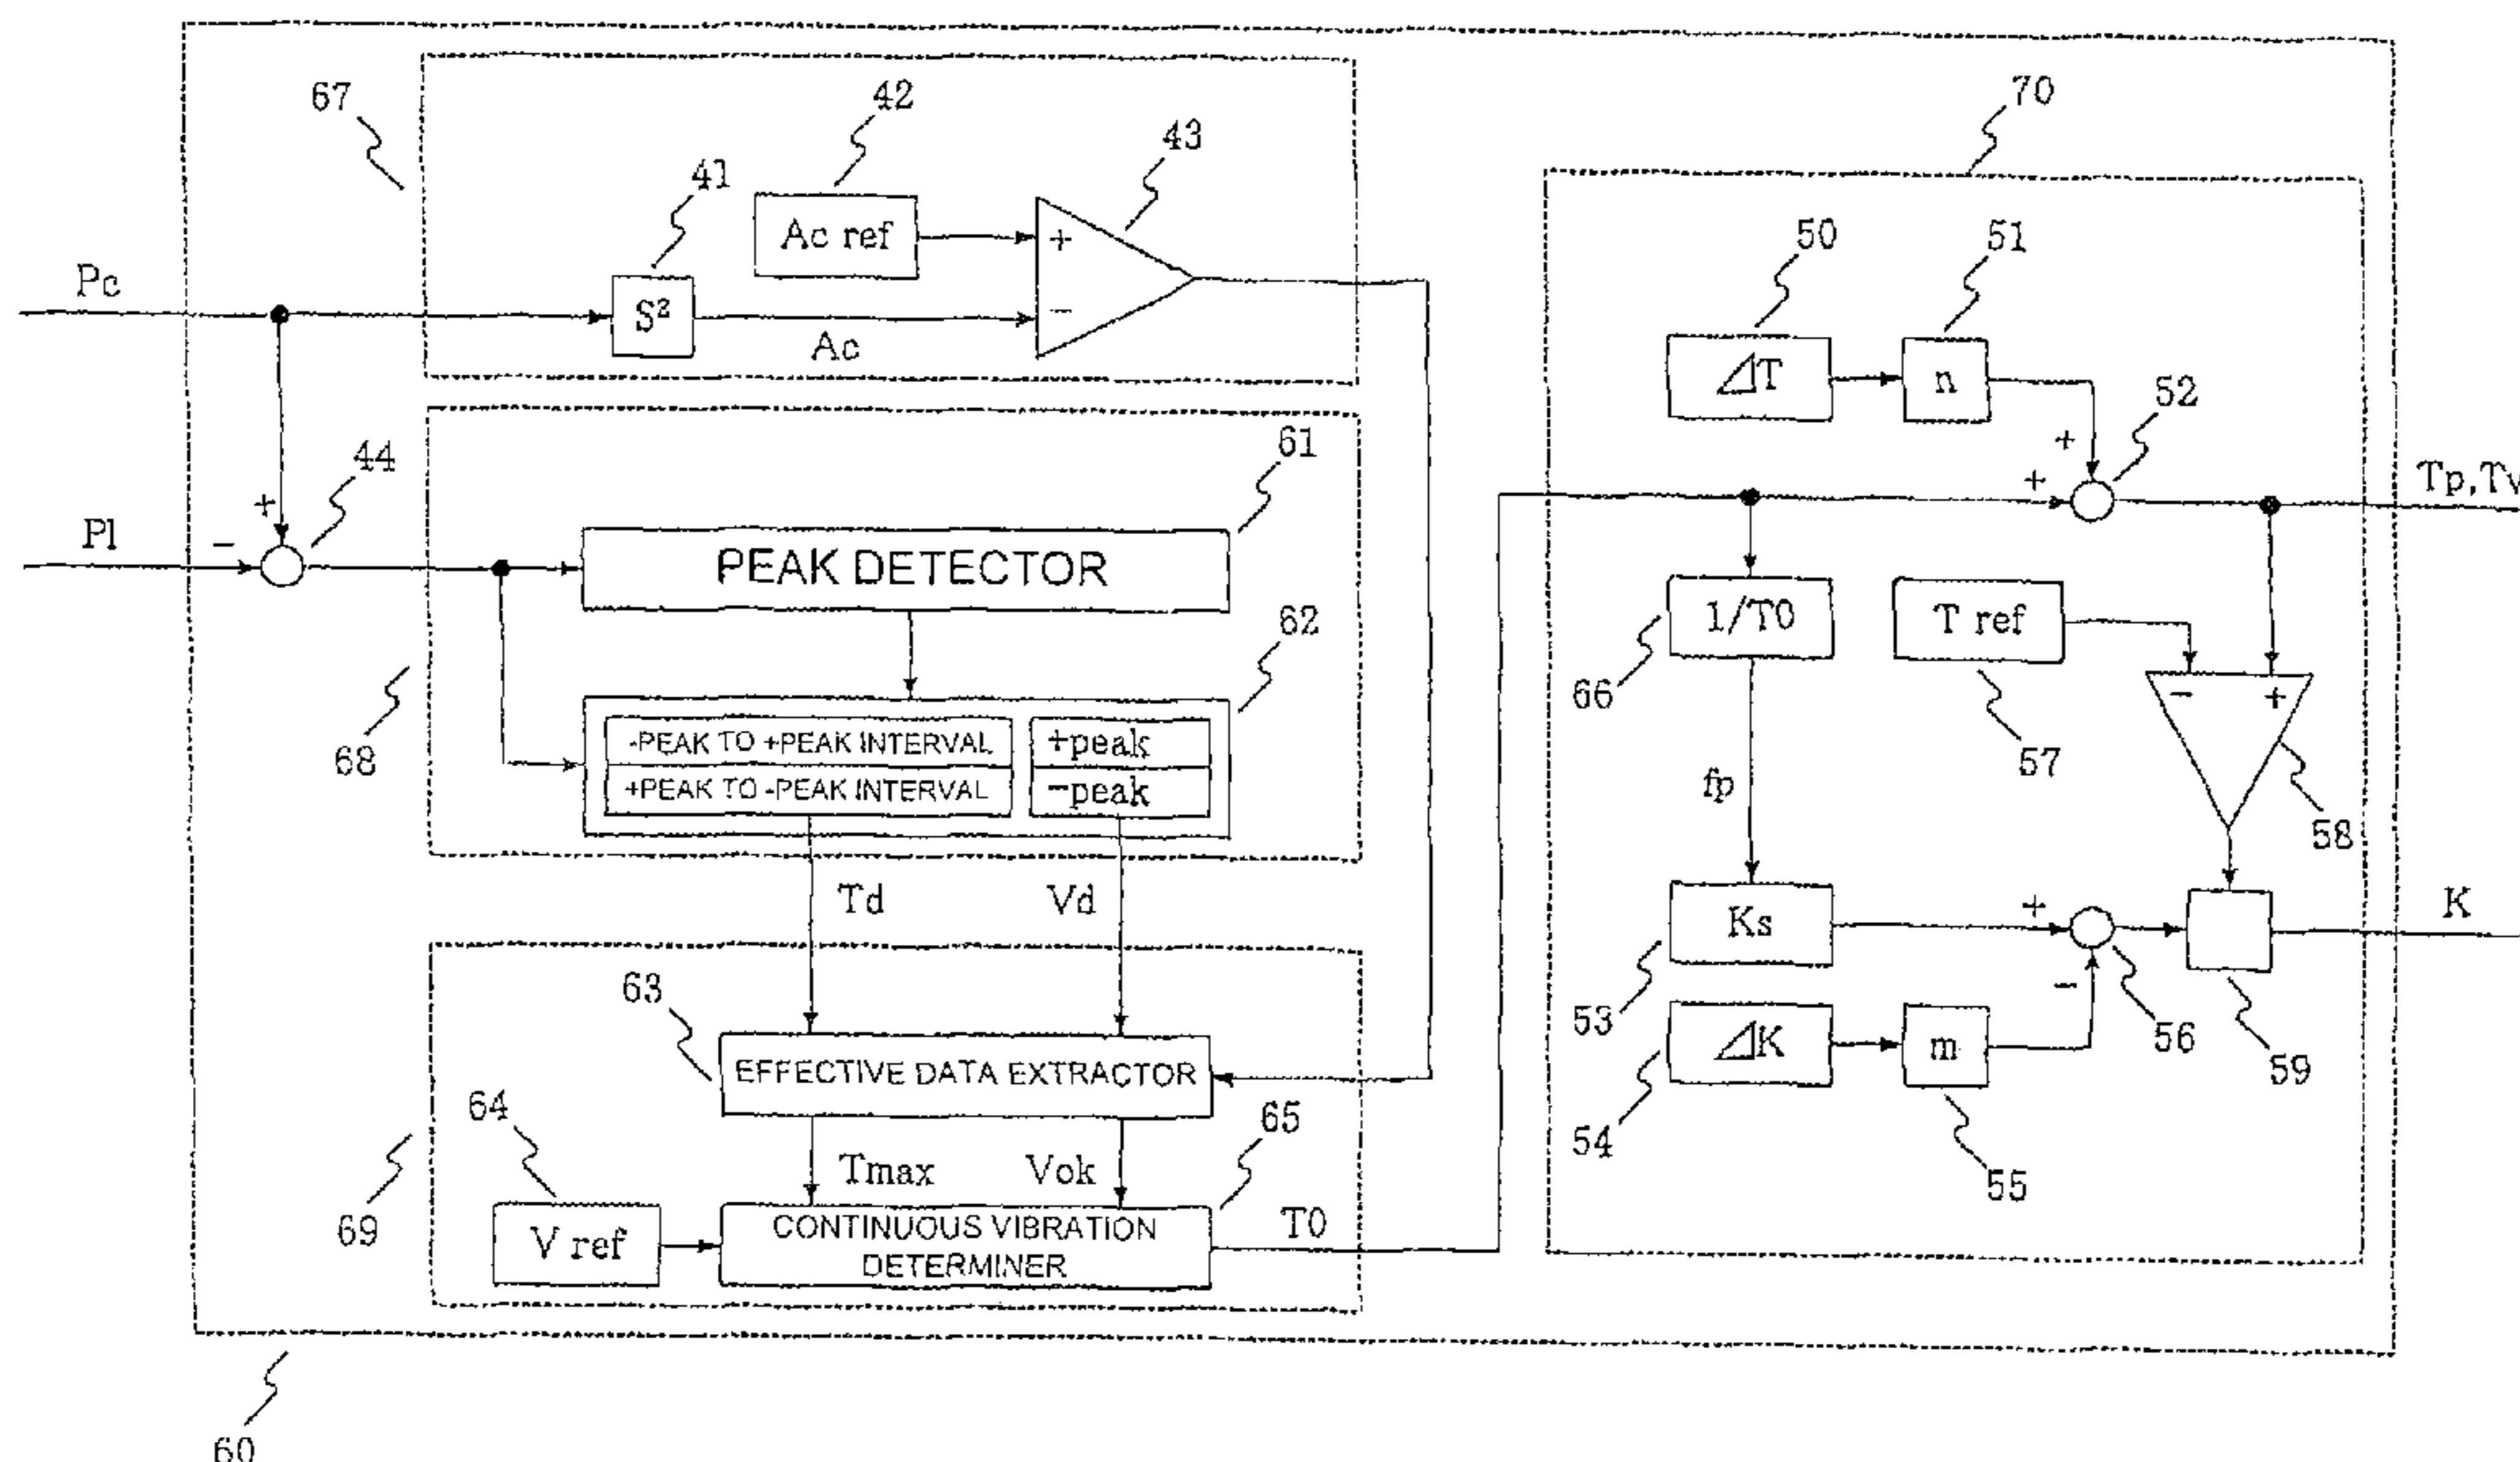 67
42
43
70
41
Ac ref
+
50
51
Pc
S²
−
Ac
⊿T
n
52
44
61
+
+
+
Tp,Tv
Pl
−
PEAK DETECTOR
1/T0
T ref
62
66
−
+
68
-PEAK TO +PEAK INTERVAL
+peak
+PEAK TO -PEAK INTERVAL
−peak
57
fp
58
Td
Vd
Ks
+
K
63
53
−
56
EFFECTIVE DATA EXTRACTOR
⊿K
m
59
64
65
54
Tmax
Vok
55
69
V ref
CONTINUOUS VIBRATION
DETERMINER
T0
60